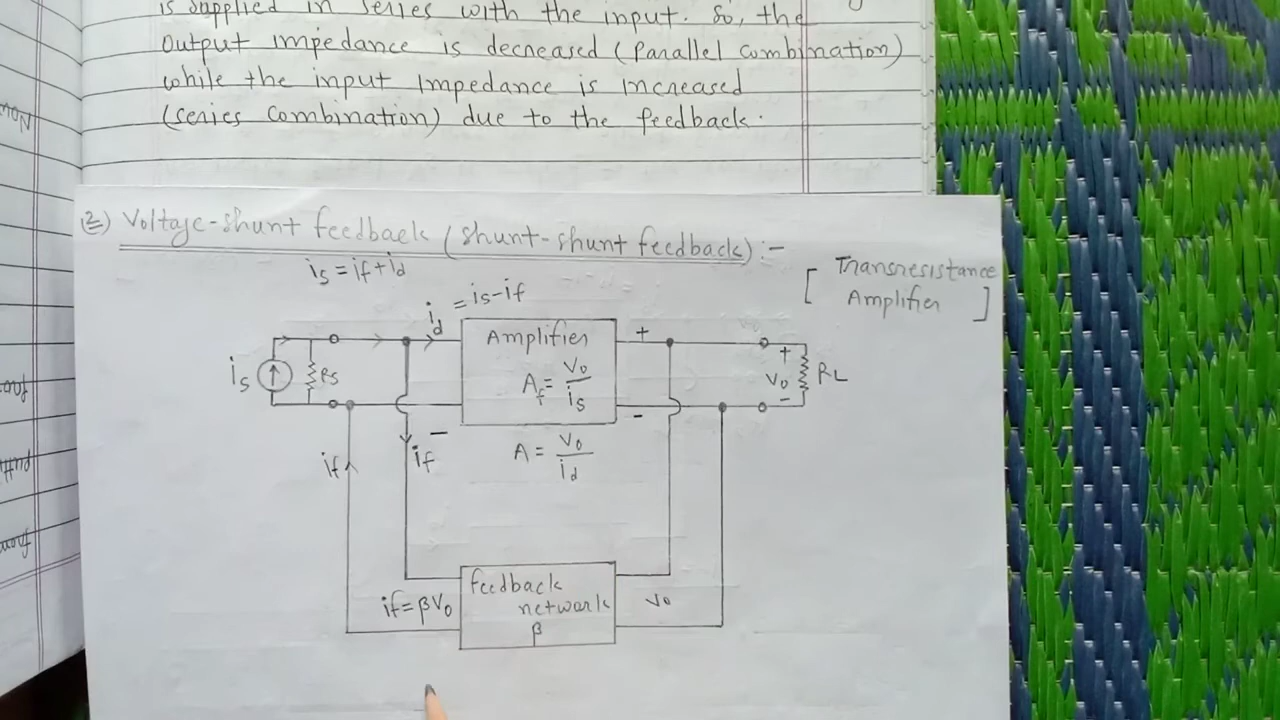 is supplied in series with the input. So, the
output impedance is decreased (Parallel combination)
while the input impedance is increased
(series combination) due to the feedback.
(2) Voltage-shunt feedback (shunt-shunt feedback) :-
[ Transresistance
Amplifier ]
is = if + id
id = is - if
Amplifier
Af = Vo / is
A = Vo / id
is
Rs
+
-
+
Vo
-
RL
if
if
-
if = βVo
feedback
network
β
Vo